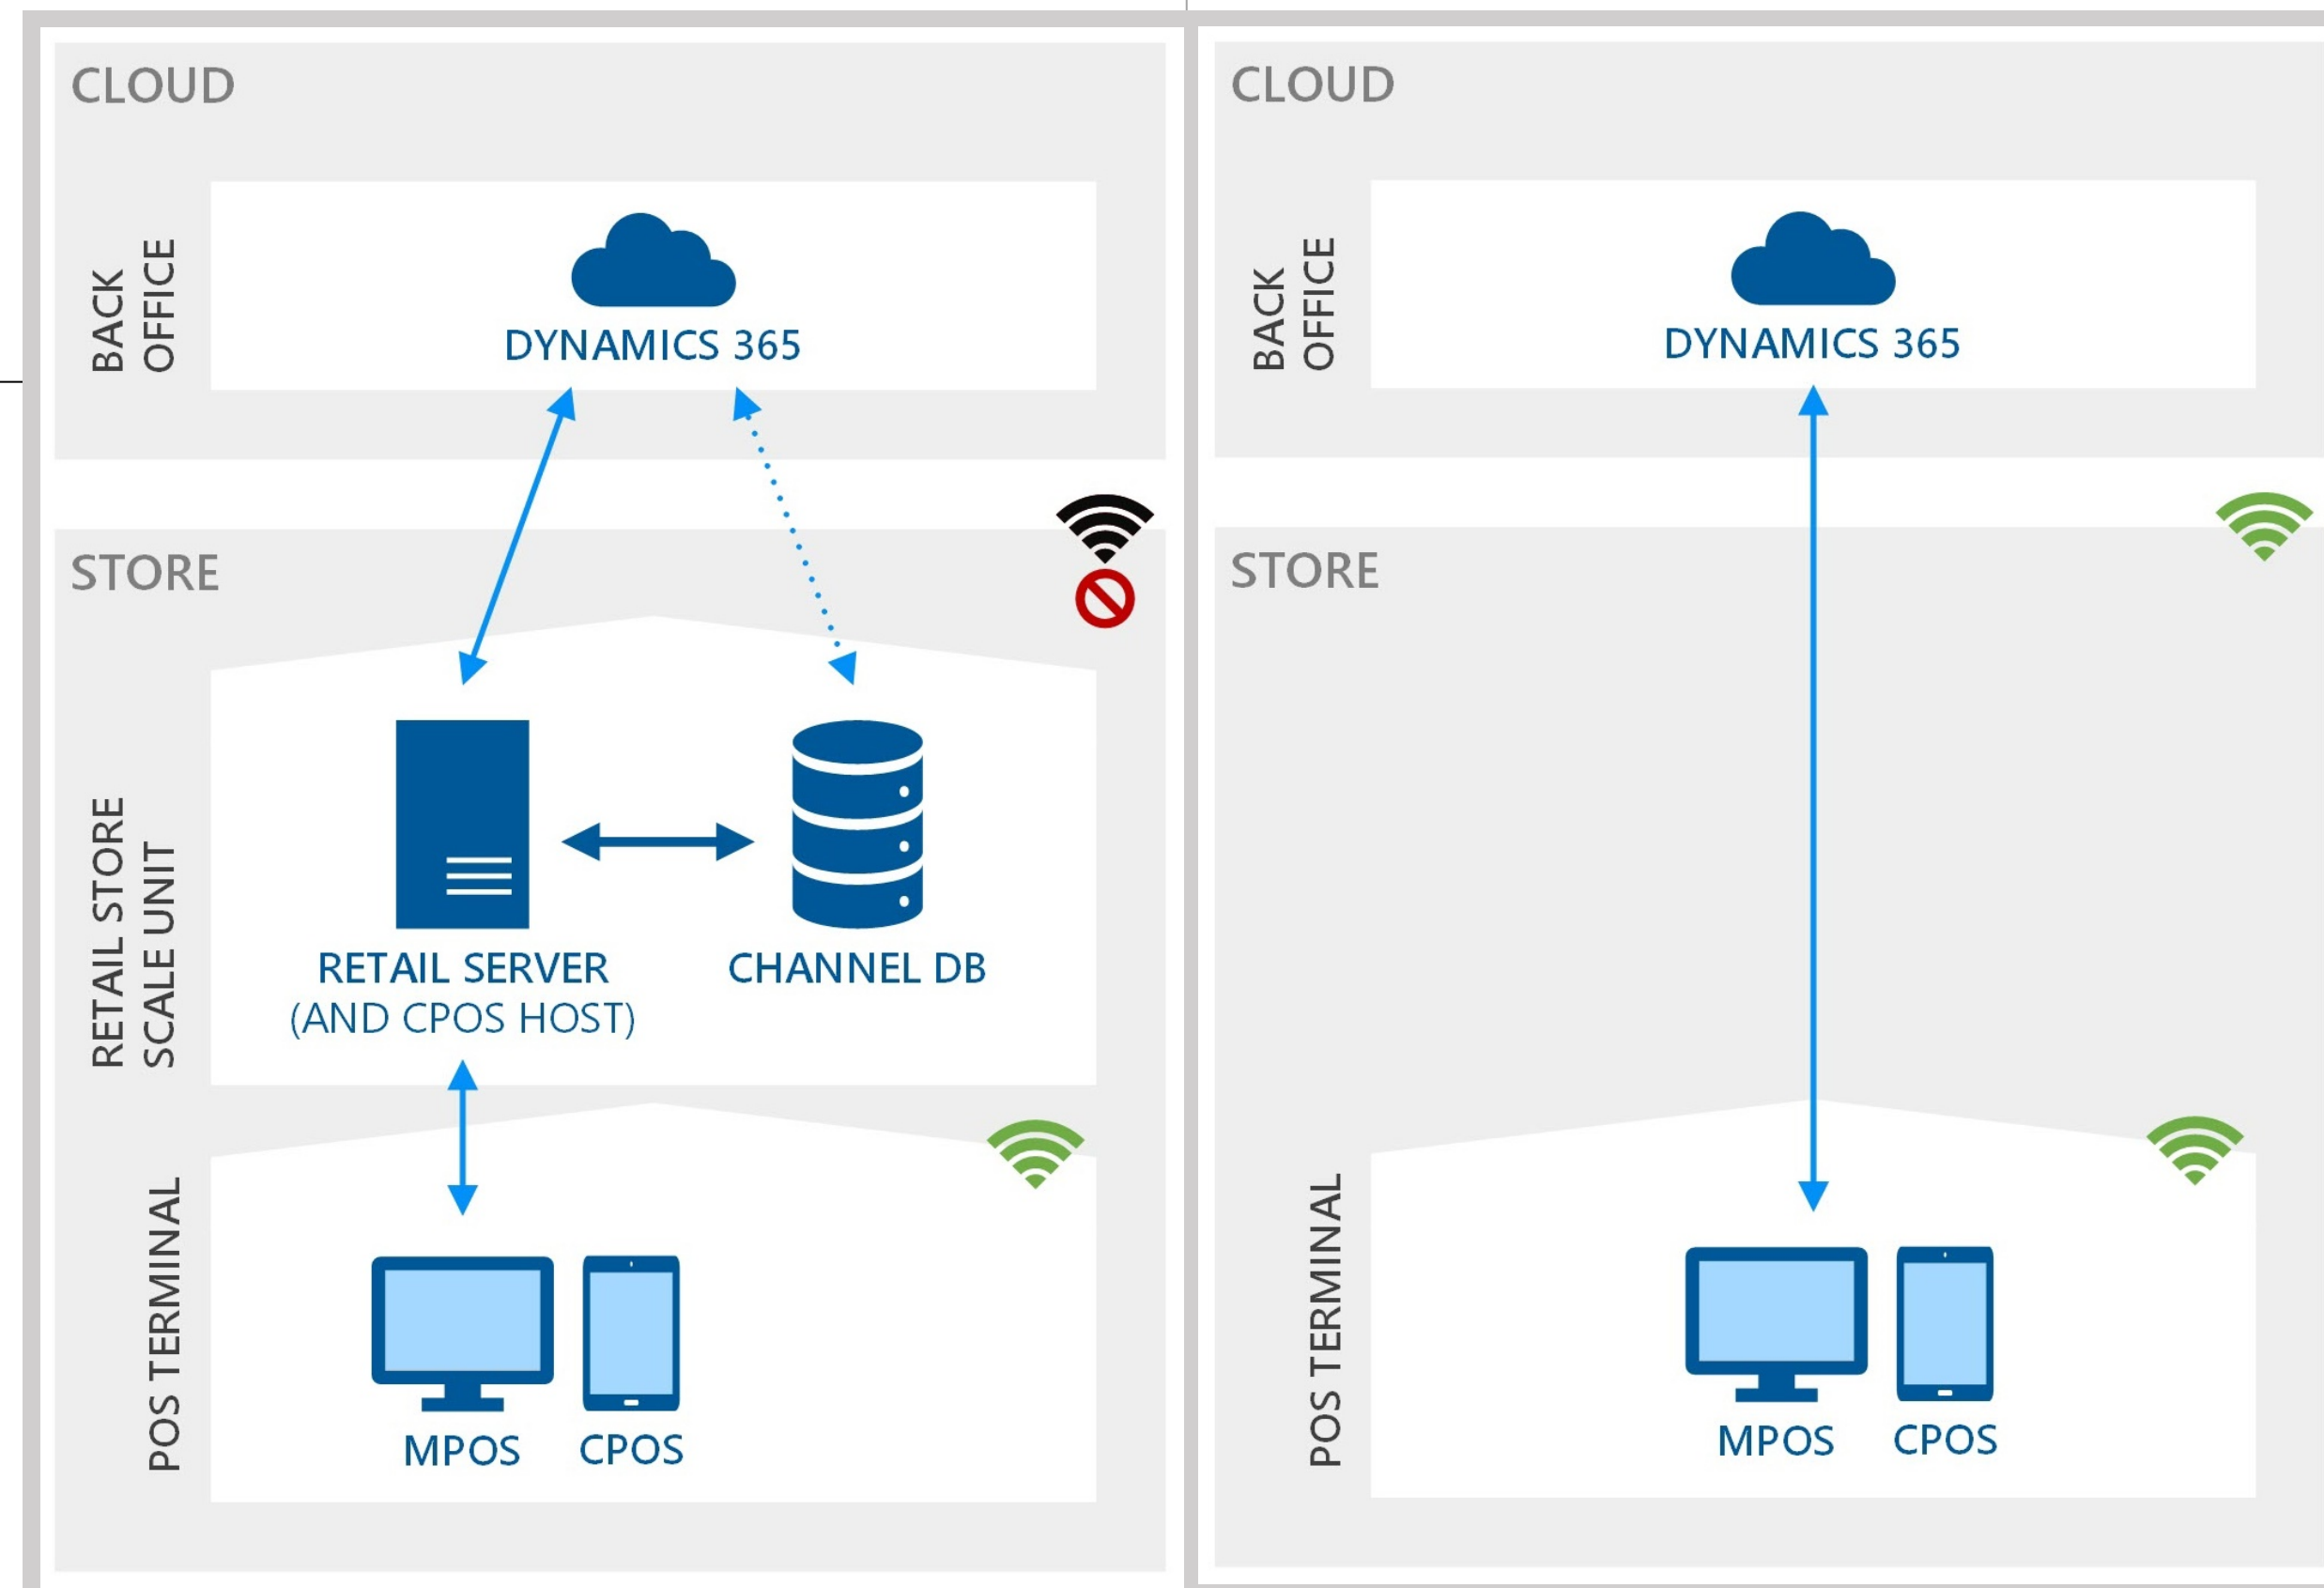 CLOUD
BACK
OFFICE
DYNAMICS 365
STORE
RETAIL STORE
SCALE UNIT
RETAIL SERVER
(AND CPOS HOST)
CHANNEL DB
POS TERMINAL
MPOS
CPOS
CLOUD
BACK
OFFICE
DYNAMICS 365
STORE
POS TERMINAL
MPOS
CPOS